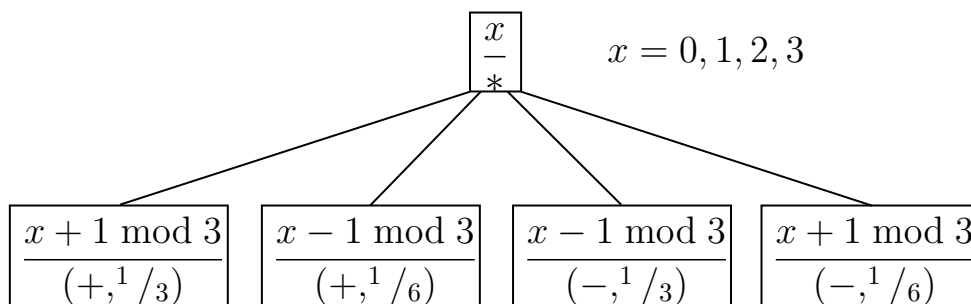 x
*
x = 0, 1, 2, 3
x + 1 mod 3
(+,1/3)
x − 1 mod 3
(+,1/6)
x − 1 mod 3
(−,1/3)
x + 1 mod 3
(−,1/6)